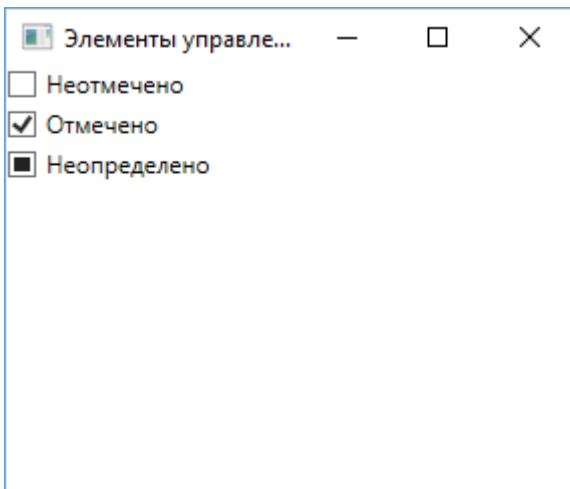 Элементы управле...
Неотмечено
Отмечено
Неопределено